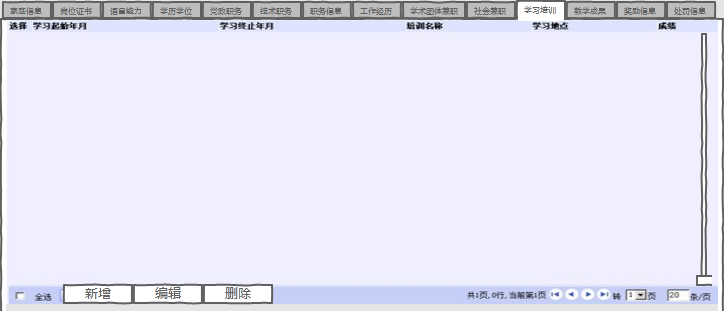 家庭信息 岗位证书 语言能力 学历学位 党政职务 技术职务 职务信息 工作经历 学术团体兼职 社会兼职 学习培训 教学成果 奖励信息 处罚信息
选择 学习起始年月 学习终止年月 培训名称 学习地点 成绩
全选 新增 编辑 删除 共1页,0行,当前第1页 转 1 页 20 条/页